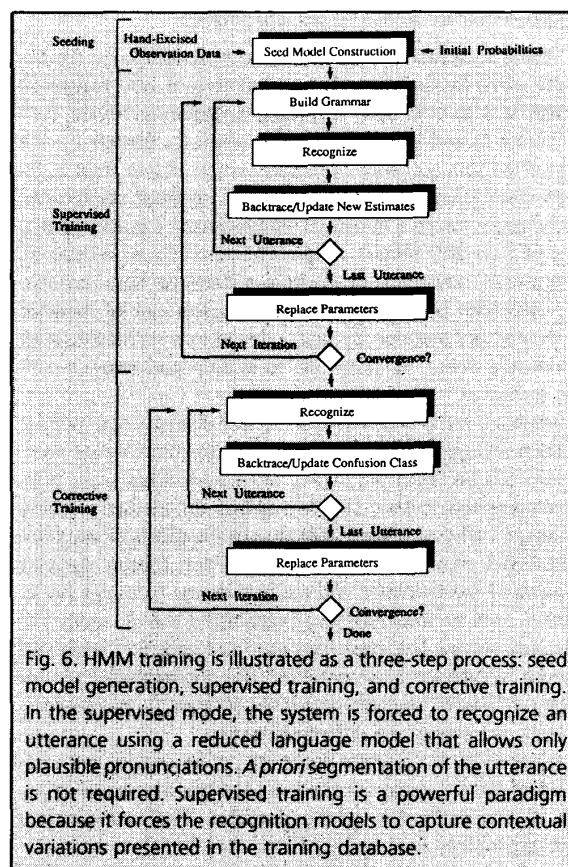 Seeding
Hand-Excised
Observation Data
Seed Model Construction
Initial Probabilities
Build Grammar
Recognize
Supervised
Training
Backtrace/Update New Estimates
Next Utterance
Last Utterance
Replace Parameters
Next Iteration
Convergence?
Recognize
Corrective
Training
Backtrace/Update Confusion Class
Next Utterance
Last Utterance
Replace Parameters
Next Iteration
Convergence?
Done
Fig. 6. HMM training is illustrated as a three-step process: seed
model generation, supervised training, and corrective training.
In the supervised mode, the system is forced to recognize an
utterance using a reduced language model that allows only
plausible pronunciations. A priori segmentation of the utterance
is not required. Supervised training is a powerful paradigm
because it forces the recognition models to capture contextual
variations presented in the training database.